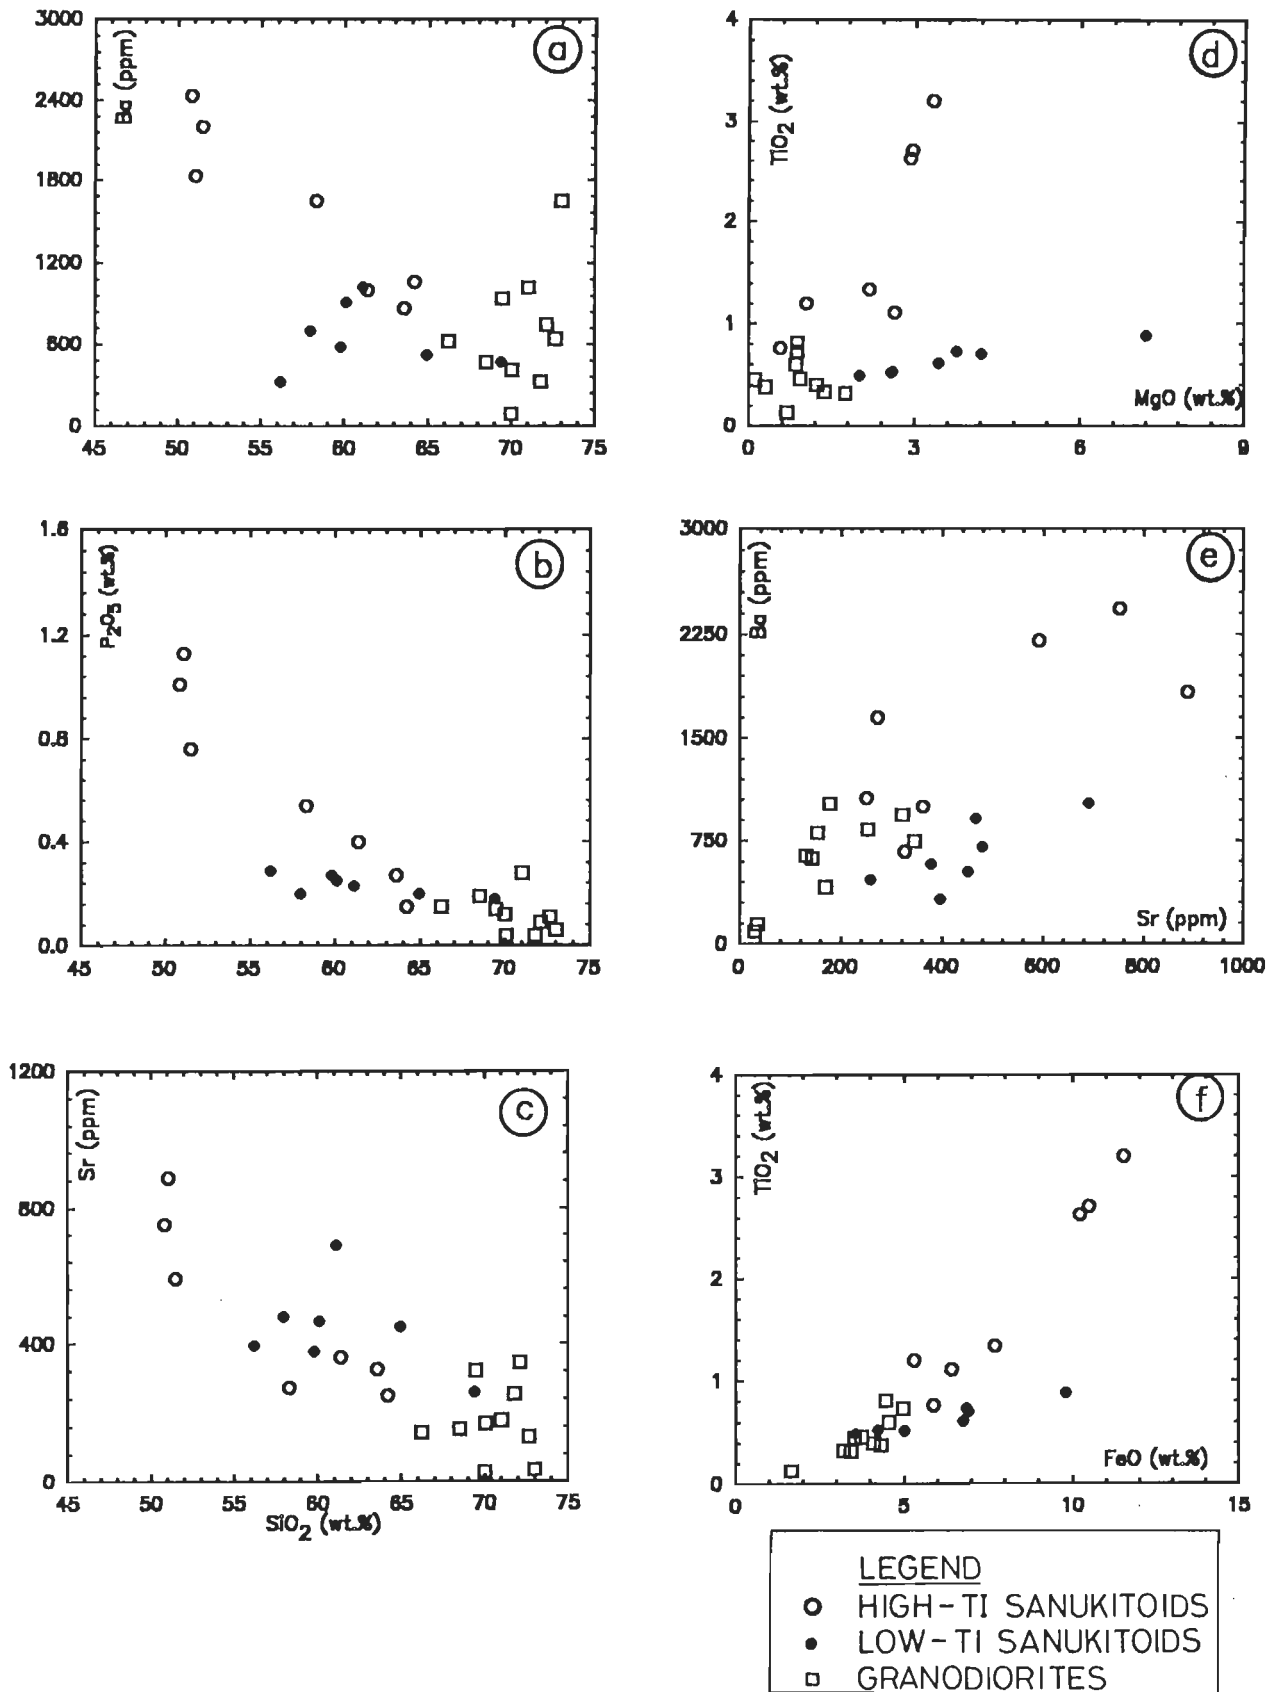 3000
Ba (ppm)
a
2400
1800
1200
600
0
45 50 55 60 65 70 75
4
TiO2 (wt.%)
d
3
2
1
0
MgO (wt.%)
0 3 6 9
1.6
P2O5 (wt.%)
b
1.2
0.8
0.4
0.0
45 50 55 60 65 70 75
3000
Ba (ppm)
e
2250
1500
750
0
Sr (ppm)
0 200 400 600 800 1000
1200
Sr (ppm)
c
800
400
0
45 50 55 60 65 70 75
SiO2 (wt.%)
4
TiO2 (wt.%)
f
3
2
1
0
FeO (wt.%)
0 5 10 15
LEGEND
HIGH-TI SANUKITOIDS
LOW-TI SANUKITOIDS
GRANODIORITES